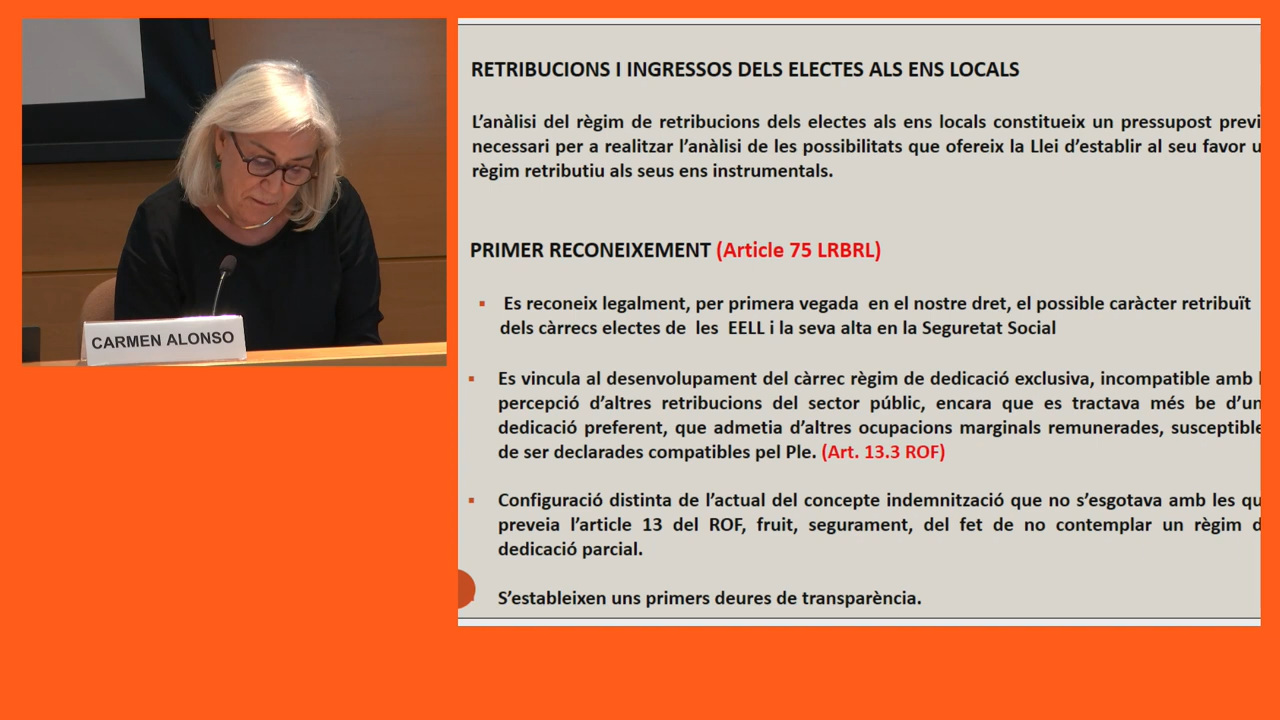 CARMEN ALONSO
RETRIBUCIONS I INGRESSOS DELS ELECTES ALS ENS LOCALS
L'anàlisi del règim de retribucions dels electes als ens locals constitueix un pressupost previ
necessari per a realitzar l'anàlisi de les possibilitats que ofereix la Llei d'establir al seu favor u
règim retributiu als seus ens instrumentals.
PRIMER RECONEIXEMENT (Article 75 LRBRL)
▪ Es reconeix legalment, per primera vegada en el nostre dret, el possible caràcter retribuït
dels càrrecs electes de les EELL i la seva alta en la Seguretat Social
▪ Es vincula al desenvolupament del càrrec règim de dedicació exclusiva, incompatible amb
percepció d'altres retribucions del sector públic, encara que es tractava més be d'un
dedicació preferent, que admetia d'altres ocupacions marginals remunerades, susceptible
de ser declarades compatibles pel Ple. (Art. 13.3 ROF)
▪ Configuració distinta de l'actual del concepte indemnització que no s'esgotava amb les qu
preveia l'article 13 del ROF, fruit, segurament, del fet de no contemplar un règim d
dedicació parcial.
S'estableixen uns primers deures de transparència.